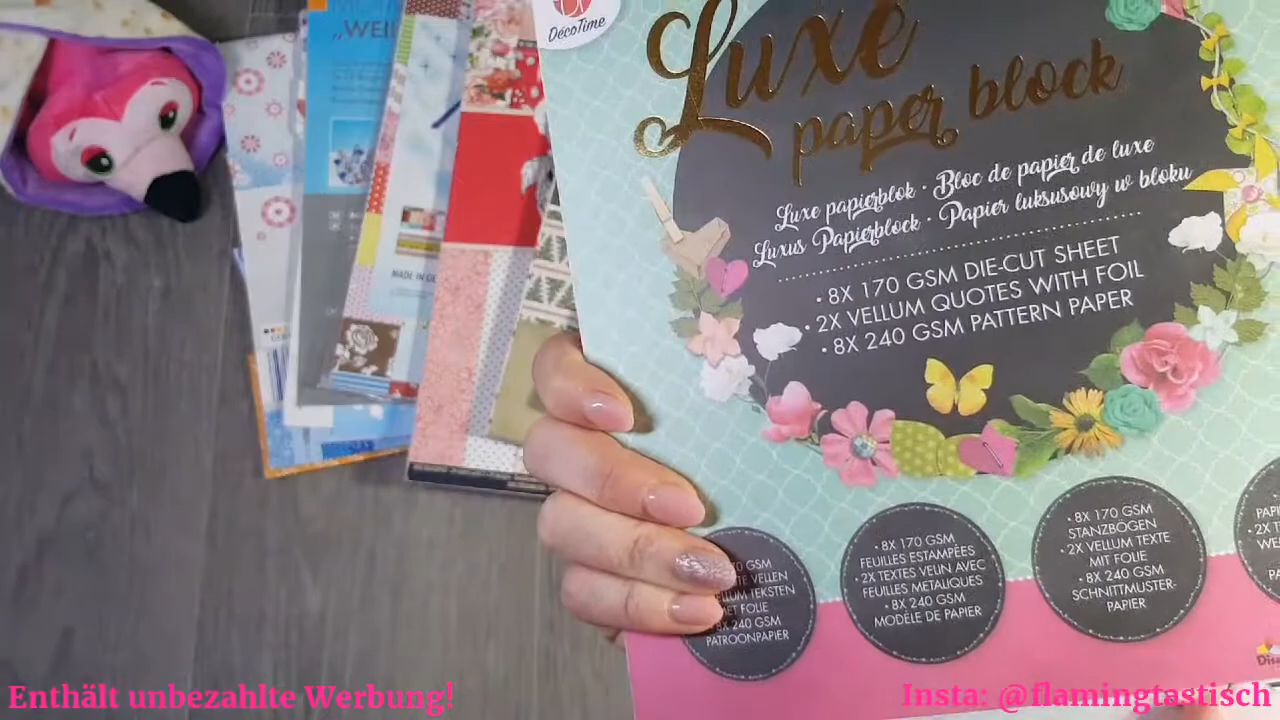 DécoTime
Luxe
paper block
Luxe papierblok · Bloc de papier de luxe
Luxus Papierblock · Papier luksusowy w bloku
• 8X 170 GSM DIE-CUT SHEET
• 2X VELLUM QUOTES WITH FOIL
• 8X 240 GSM PATTERN PAPER
GSM
VELLEN
TEKSTEN
FOLIE
8X 240 GSM
PATROONPAPIER
• 8X 170 GSM
FEUILLES ESTAMPÉES
• 2X TEXTES VELIN AVEC
FEUILLES METALIQUES
• 8X 240 GSM
MODÈLE DE PAPIER
• 8X 170 GSM
STANZBÖGEN
• 2X VELLUM TEXTE
MIT FOLIE
• 8X 240 GSM
SCHNITTMUSTER-
PAPIER
MADE IN
Enthält unbezahlte Werbung!
Insta: @flamingtastisch